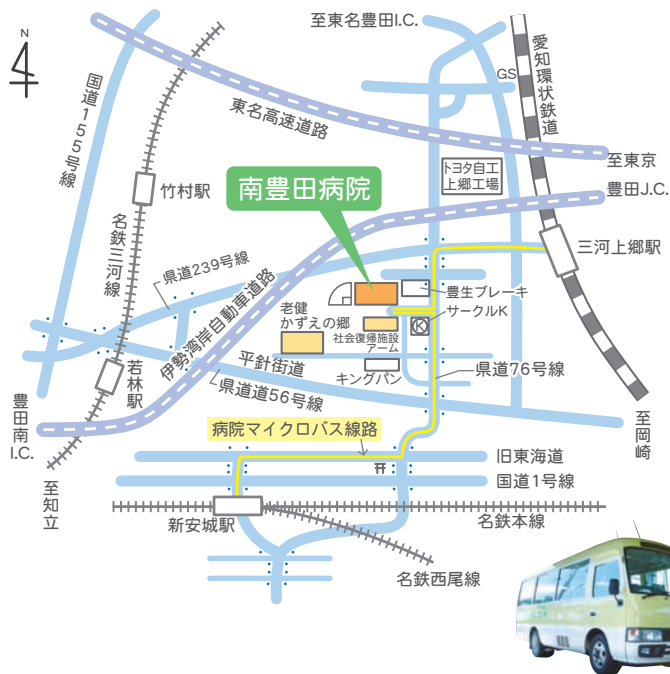 N
至東名豊田I.C.
国道155号線
GS
愛知環状鉄道
東名高速道路
至東京
トヨタ自工
上郷工場
竹村駅
南豊田病院
豊田J.C.
名鉄三河線
三河上郷駅
県道239号線
伊勢湾岸自動車道路
豊生ブレーキ
老健
かずえの郷
K
サークルK
社会復帰施設
アーム
平針街道
キングパン
県道76号線
若林駅
県道道56号線
豊田南I.C.
至岡崎
病院マイクロバス線路
旧東海道
国道1号線
至知立
新安城駅
名鉄本線
名鉄西尾線